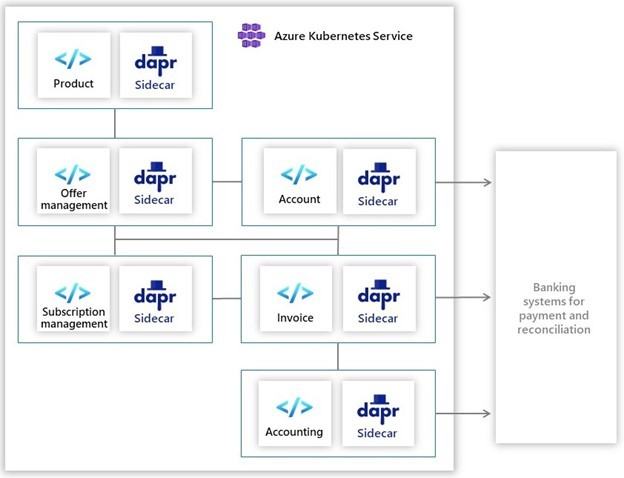 Azure Kubernetes Service
dapr
Product
Sidecar
dapr
Offer
management
Sidecar
dapr
Account
Sidecar
dapr
Subscription
management
Sidecar
dapr
Invoice
Sidecar
dapr
Accounting
Sidecar
Banking
systems for
payment and
reconciliation